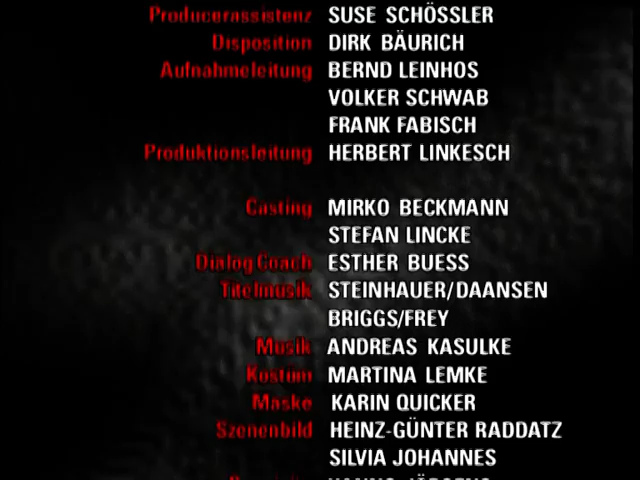 Producerassistenz SUSE SCHÖSSLER
Disposition DIRK BÄURICH
Aufnahmeleitung BERND LEINHOS
VOLKER SCHWAB
FRANK FABISCH
Produktionsleitung HERBERT LINKESCH
Casting MIRKO BECKMANN
STEFAN LINCKE
Dialog Coach ESTHER BUESS
Titelmusik STEINHAUER/DAANSEN
BRIGGS/FREY
Musik ANDREAS KASULKE
Kostüm MARTINA LEMKE
Maske KARIN QUICKER
Szenenbild HEINZ-GÜNTER RADDATZ
SILVIA JOHANNES